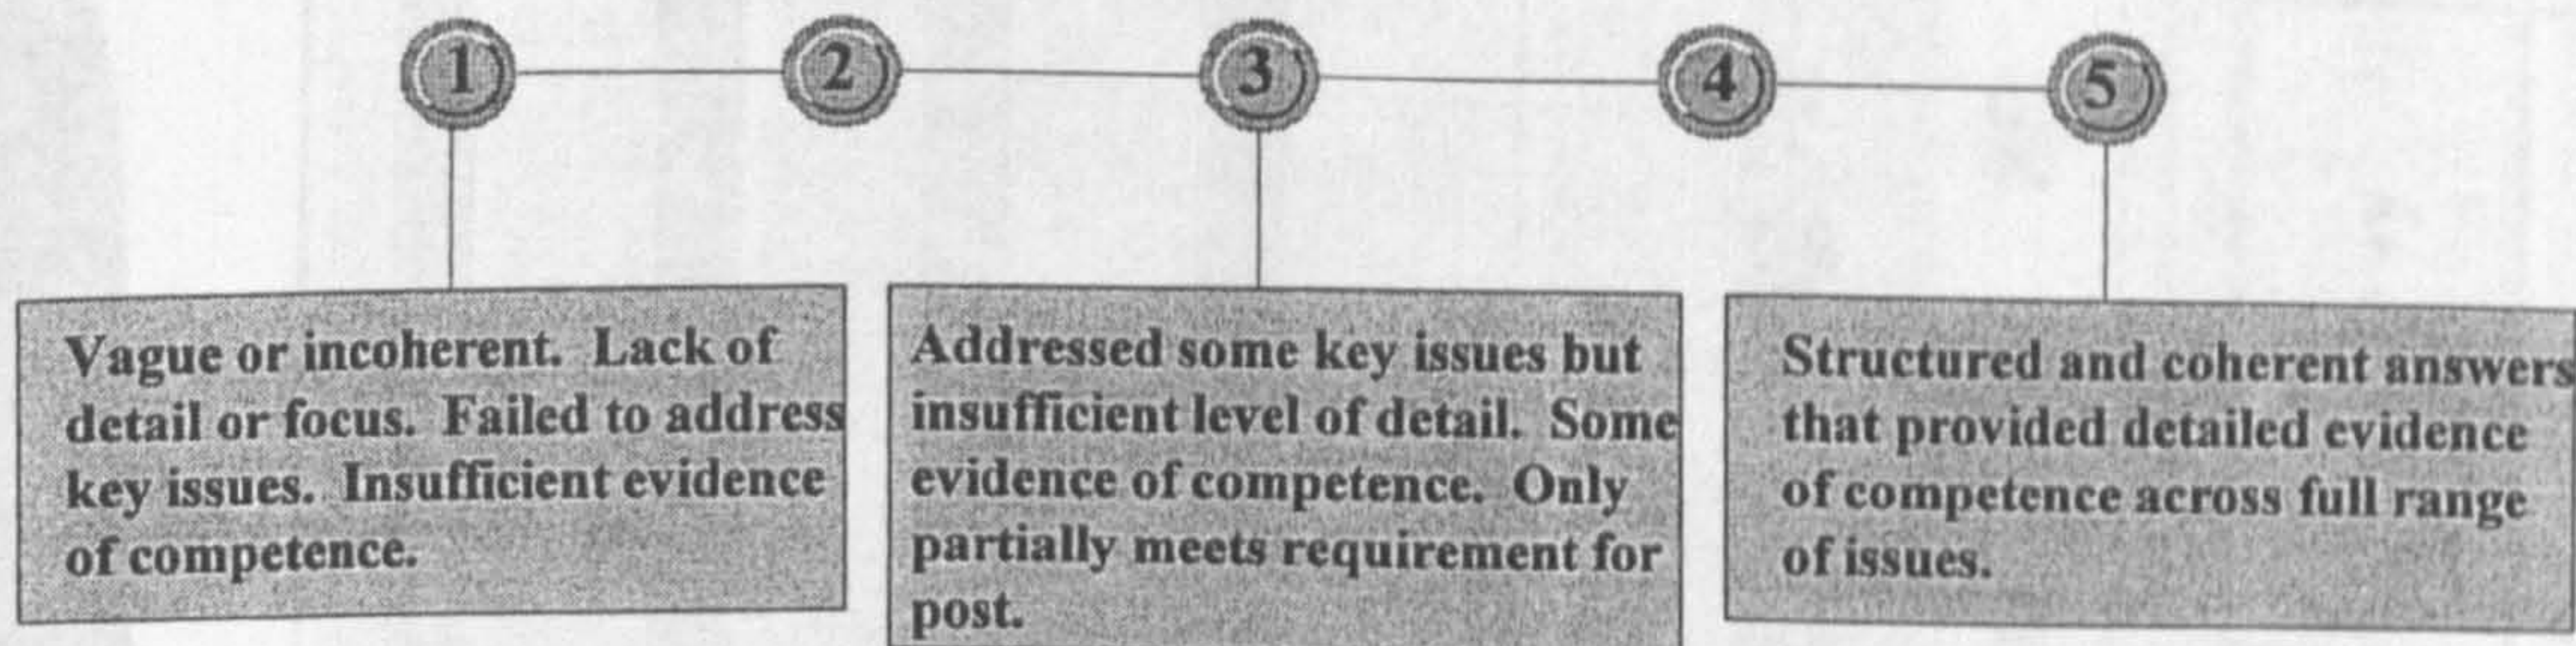 1 2 3 4 5
Vague or incoherent. Lack of
detail or focus. Failed to address
key issues. Insufficient evidence
of competence.
Addressed some key issues but
insufficient level of detail. Some
evidence of competence. Only
partially meets requirement for
post.
Structured and coherent answers
that provided detailed evidence
of competence across full range
of issues.